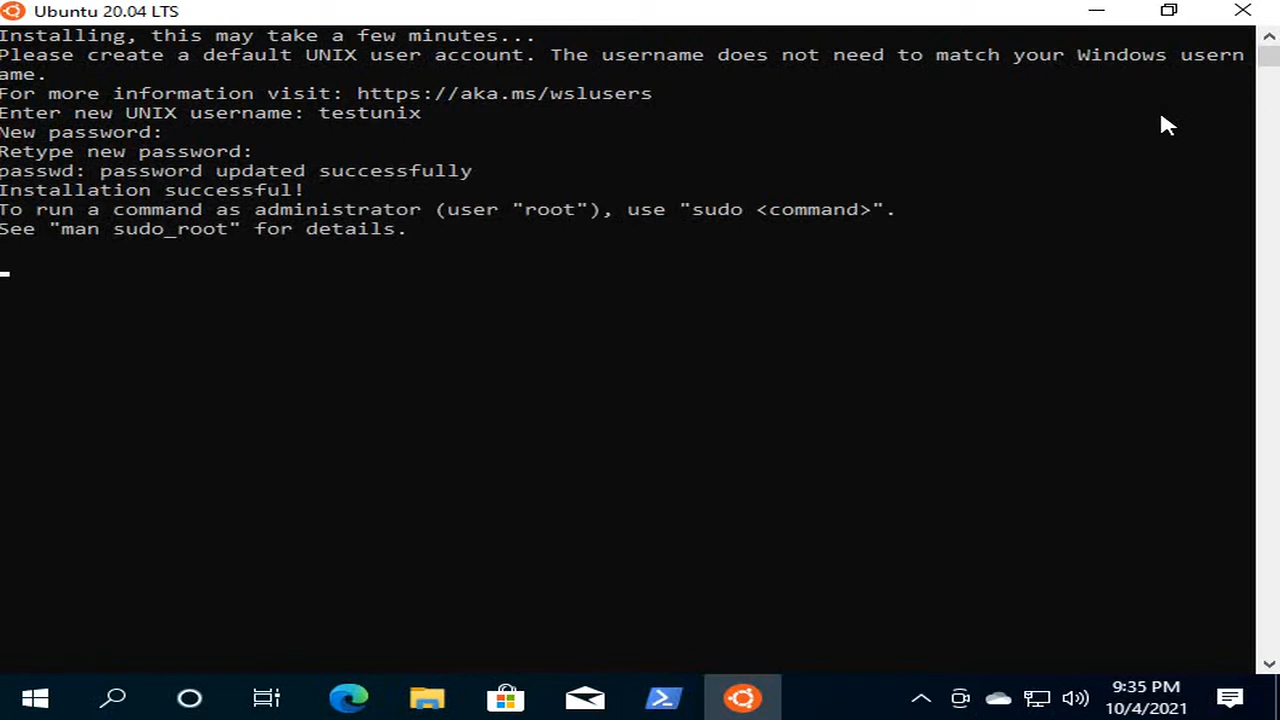 Ubuntu 20.04 LTS
Installing, this may take a few minutes...
Please create a default UNIX user account. The username does not need to match your Windows usern
ame.
For more information visit: https://aka.ms/wslusers
Enter new UNIX username: testunix
New password:
Retype new password:
passwd: password updated successfully
Installation successful!
To run a command as administrator (user "root"), use "sudo <command>".
See "man sudo_root" for details.
9:35 PM
10/4/2021